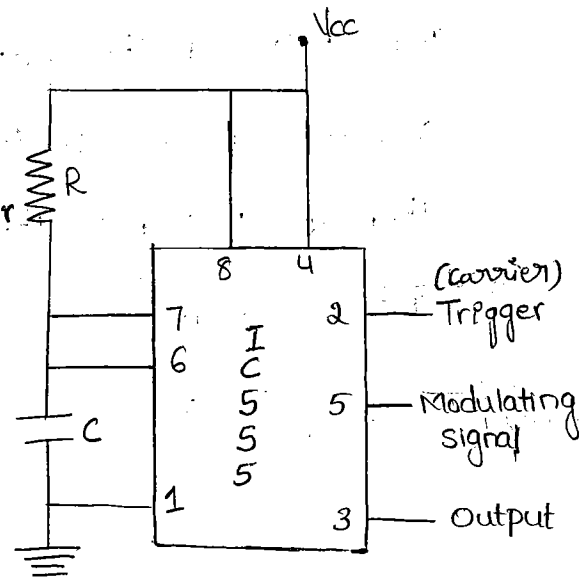 Vcc
R
r
8 4
(carrier)
7 2 Trigger
6
I
C
5
5
5
5 Modulating
signal
C
1
3 Output